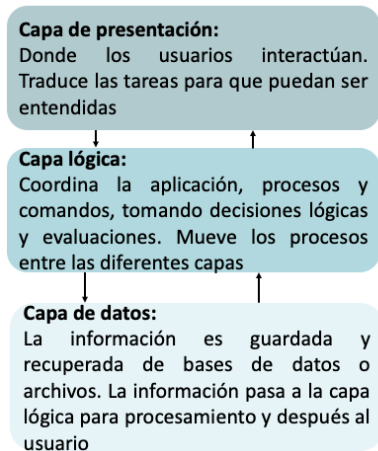 Capa de presentación:
Donde los usuarios interactúan.
Traduce las tareas para que puedan ser
entendidas
Capa lógica:
Coordina la aplicación, procesos y
comandos, tomando decisiones lógicas
y evaluaciones. Mueve los procesos
entre las diferentes capas
Capa de datos:
La información es guardada y
recuperada de bases de datos o
archivos. La información pasa a la capa
lógica para procesamiento y después al
usuario